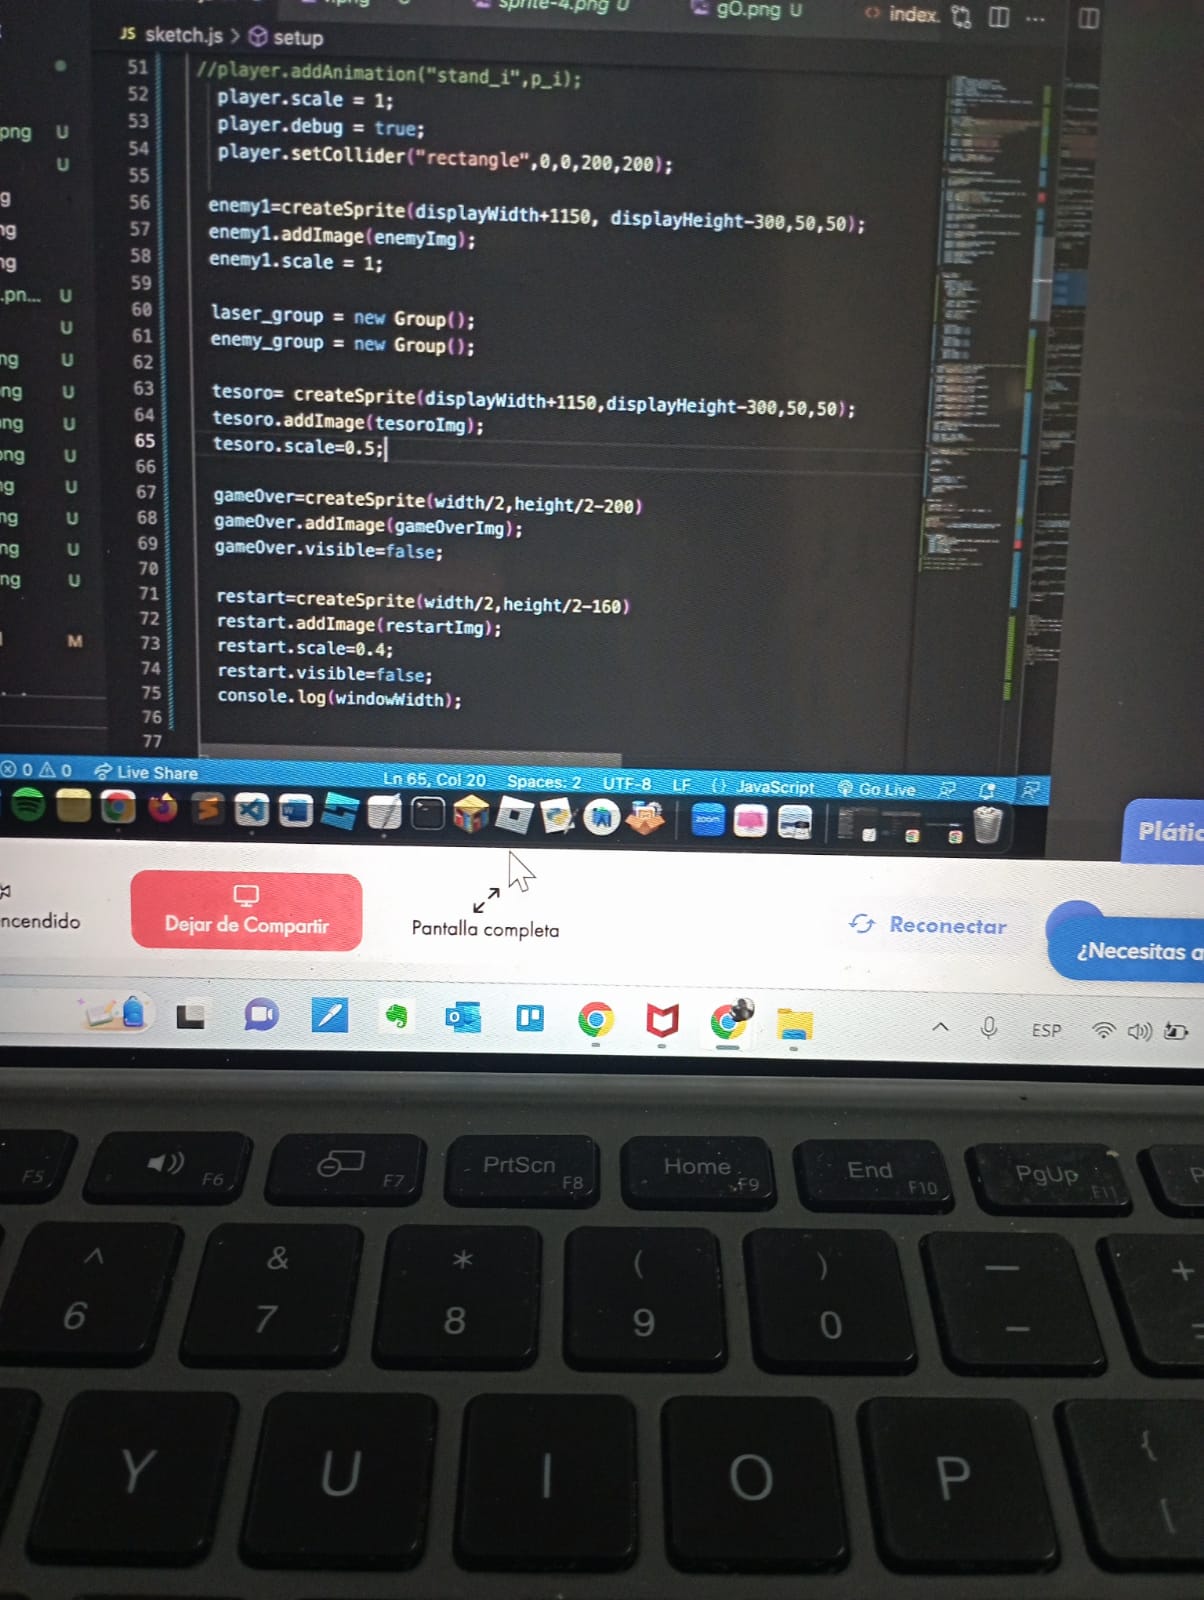 sprite-4.png U
gO.png U
index.
JS sketch.js > setup
51 //player.addAnimation("stand_i",p_i);
52 player.scale = 1;
53 player.debug = true;
54 player.setCollider("rectangle",0,0,200,200);
55
56 enemy1=createSprite(displayWidth+1150, displayHeight-300,50,50);
57 enemy1.addImage(enemyImg);
58 enemy1.scale = 1;
59
60 laser_group = new Group();
61 enemy_group = new Group();
62
63 tesoro= createSprite(displayWidth+1150,displayHeight-300,50,50);
64 tesoro.addImage(tesoroImg);
65 tesoro.scale=0.5;
66
67 gameOver=createSprite(width/2,height/2-200)
68 gameOver.addImage(gameOverImg);
69 gameOver.visible=false;
70
71 restart=createSprite(width/2,height/2-160)
72 restart.addImage(restartImg);
73 restart.scale=0.4;
74 restart.visible=false;
75 console.log(windowWidth);
76
77
png U
U
g
ng
ng
.pn... U
U
ng U
ng U
ng U
ong U
ng U
ng U
ng U
ng U
M
0 0 Live Share Ln 65, Col 20 Spaces: 2 UTF-8 LF {} JavaScript Go Live
zoom
Plátic
ncendido
Dejar de Compartir
Pantalla completa
Reconectar
¿Necesitas a
ESP
F5 F6 F7 PrtScn F8 Home F9 End F10 PgUp F11 P
^ & * ( ) — +
6 7 8 9 0 - =
Y U I O P { [